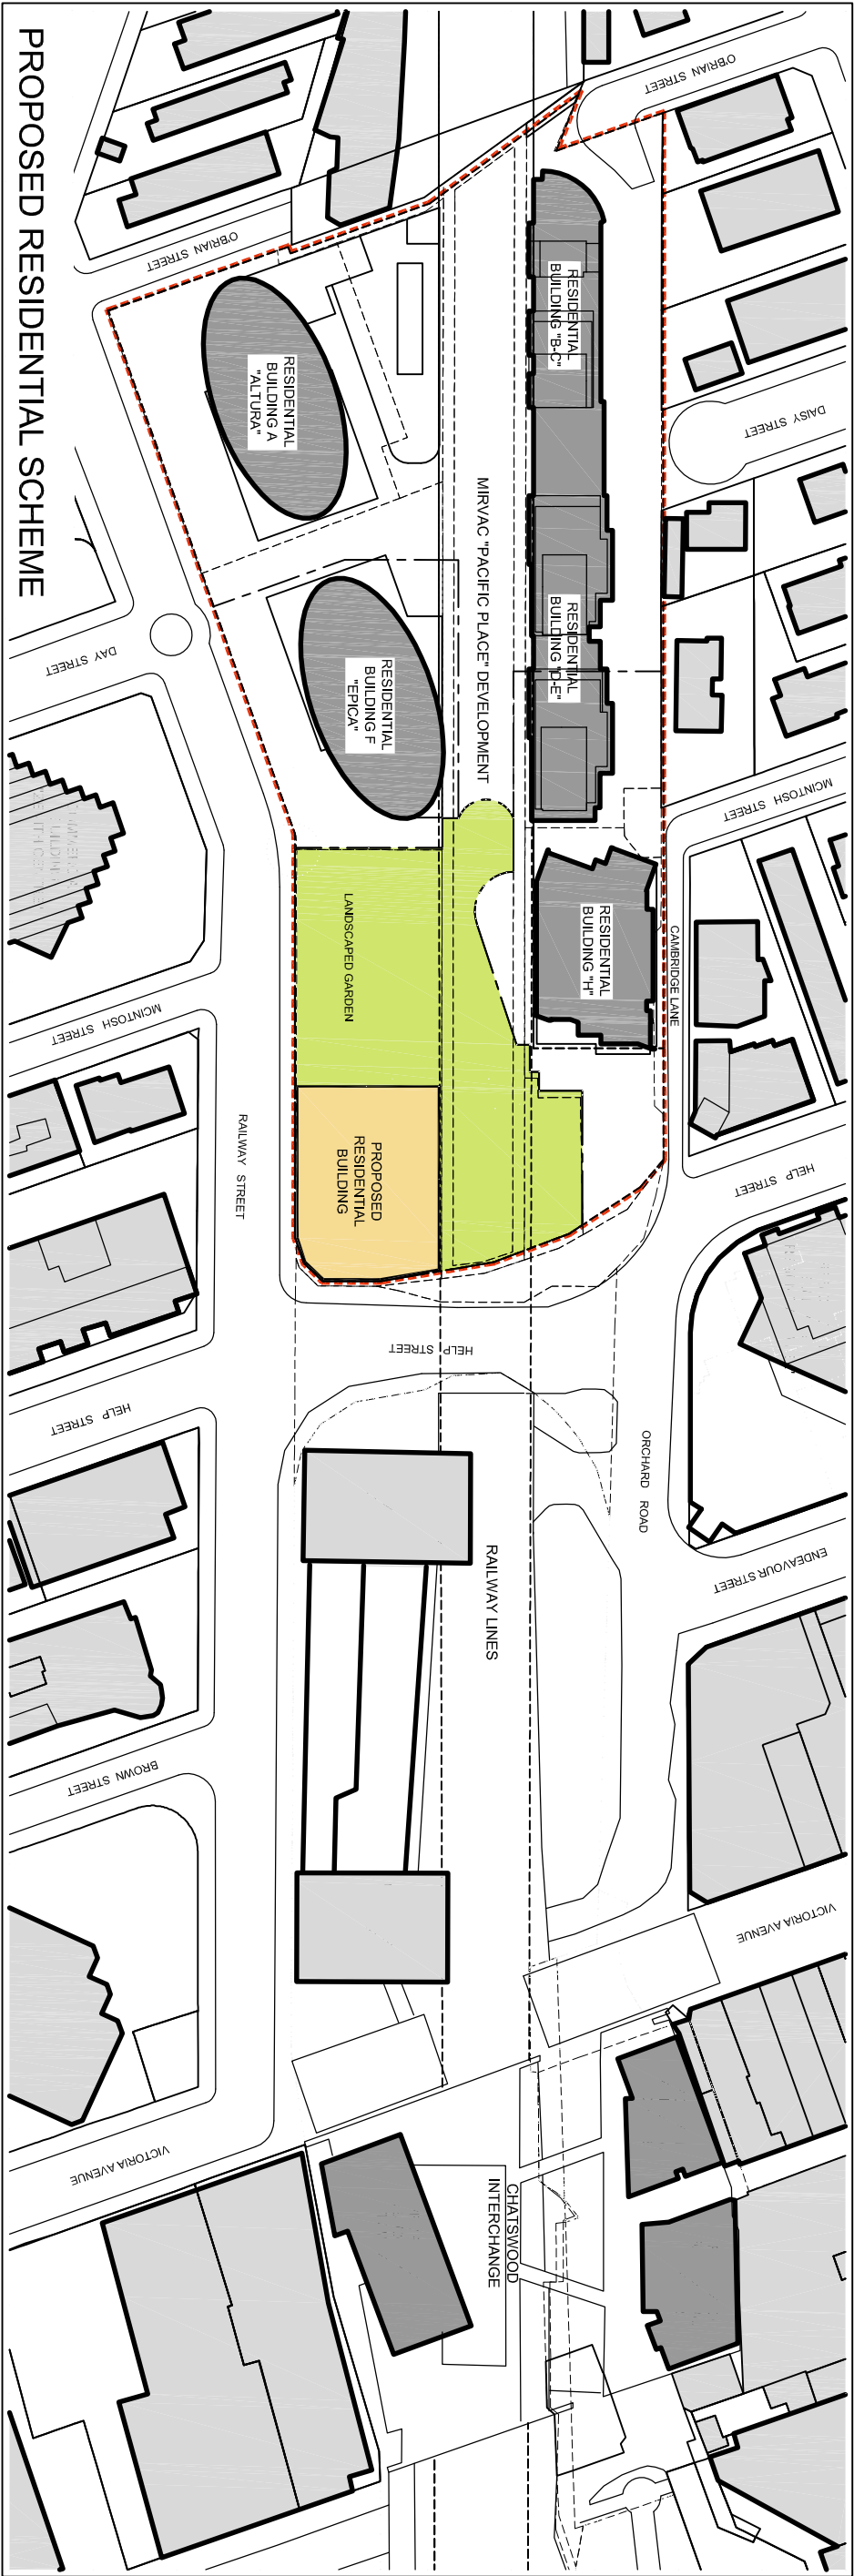 PROPOSED RESIDENTIAL SCHEME
O'BRIAN STREET
O'BRIAN STREET
RESIDENTIAL
BUILDING A
"ALTURA"
RESIDENTIAL
BUILDING "B-C"
DAISY STREET
MIRVAC "PACIFIC PLACE" DEVELOPMENT
RESIDENTIAL
BUILDING "D-E"
DAY STREET
RESIDENTIAL
BUILDING F
"EPICA"
MCINTOSH STREET
RESIDENTIAL
BUILDING "H"
CAMBRIDGE LANE
LANDSCAPED GARDEN
MCINTOSH STREET
RAILWAY STREET
PROPOSED
RESIDENTIAL
BUILDING
HELP STREET
HELP STREET
HELP STREET
ORCHARD ROAD
ENDEAVOUR STREET
RAILWAY LINES
BROWN STREET
VICTORIA AVENUE
VICTORIA AVENUE
CHATSWOOD
INTERCHANGE